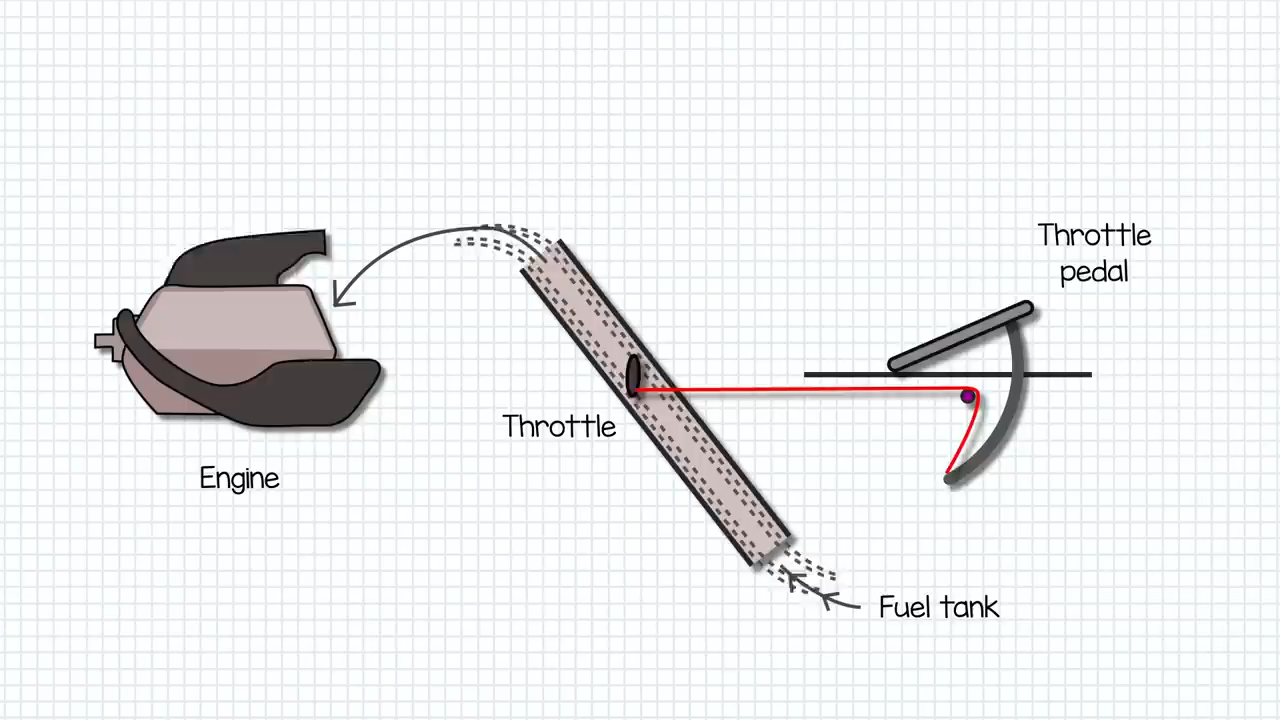 Throttle
pedal
Throttle
Engine
Fuel tank